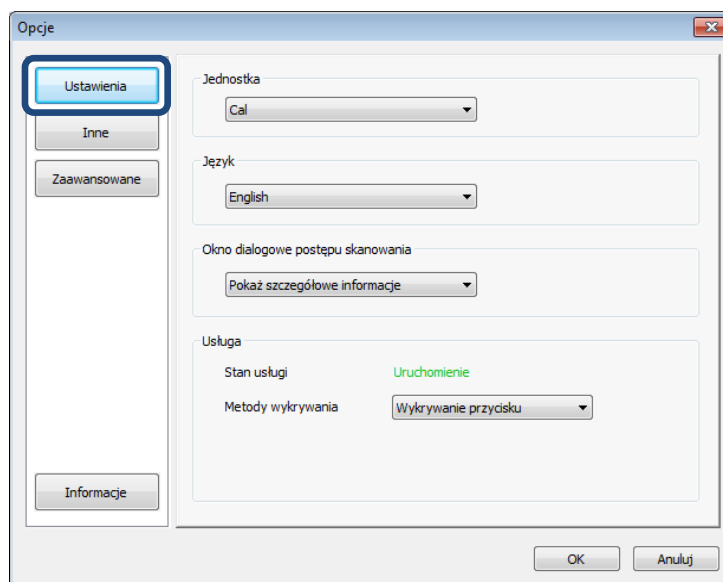 Opcje
Ustawienia
Inne
Zaawansowane
Informacje
Jednostka
Cal
Język
English
Okno dialogowe postępu skanowania
Pokaż szczegółowe informacje
Usługa
Stan usługi Uruchomienie
Metody wykrywania Wykrywanie przycisku
OK Anuluj